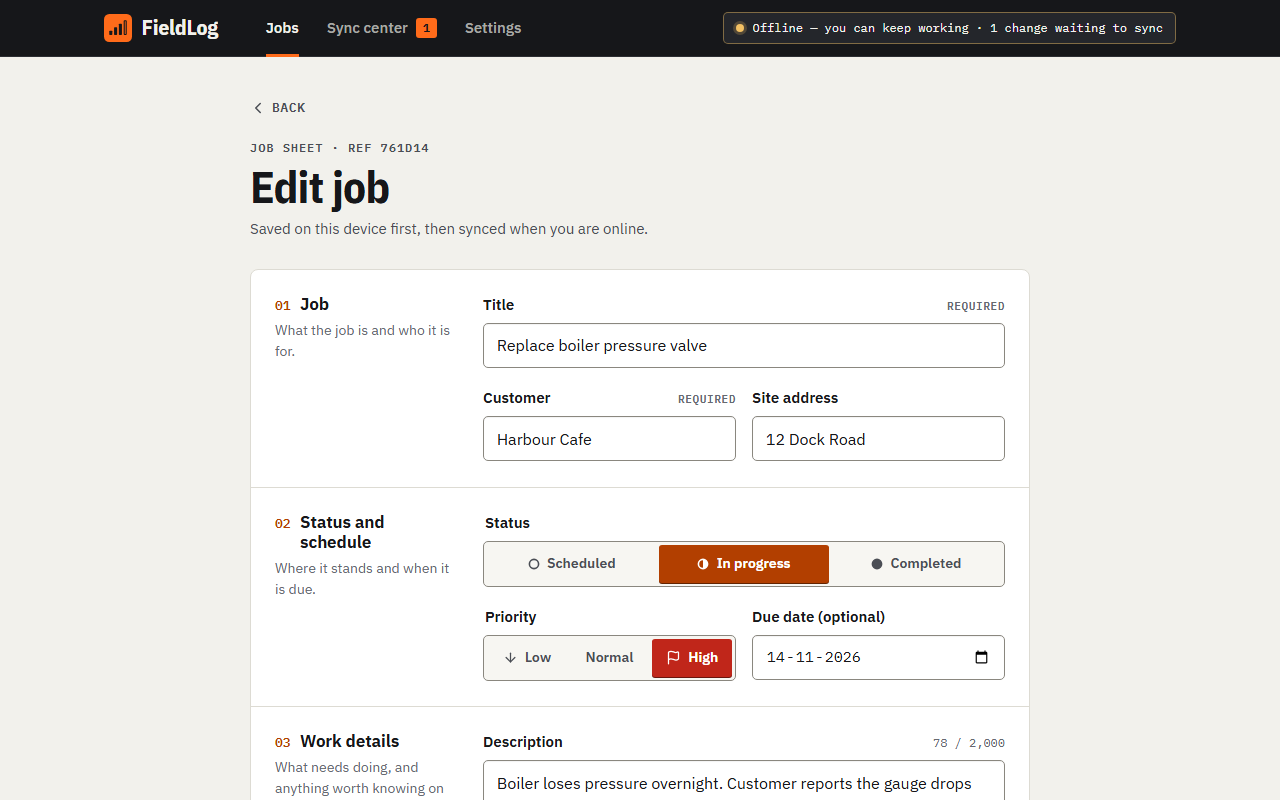 FieldLog
Jobs
Sync center 1
Settings
Offline — you can keep working · 1 change waiting to sync
BACK
JOB SHEET · REF 761D14
Edit job
Saved on this device first, then synced when you are online.
01 Job
What the job is and who it is
for.
Title REQUIRED
Replace boiler pressure valve
Customer REQUIRED
Harbour Cafe
Site address
12 Dock Road
02 Status and
schedule
Where it stands and when it
is due.
Status
Scheduled In progress Completed
Priority
Low Normal High
Due date (optional)
14-11-2026
03 Work details
What needs doing, and
anything worth knowing on
Description 78 / 2,000
Boiler loses pressure overnight. Customer reports the gauge drops